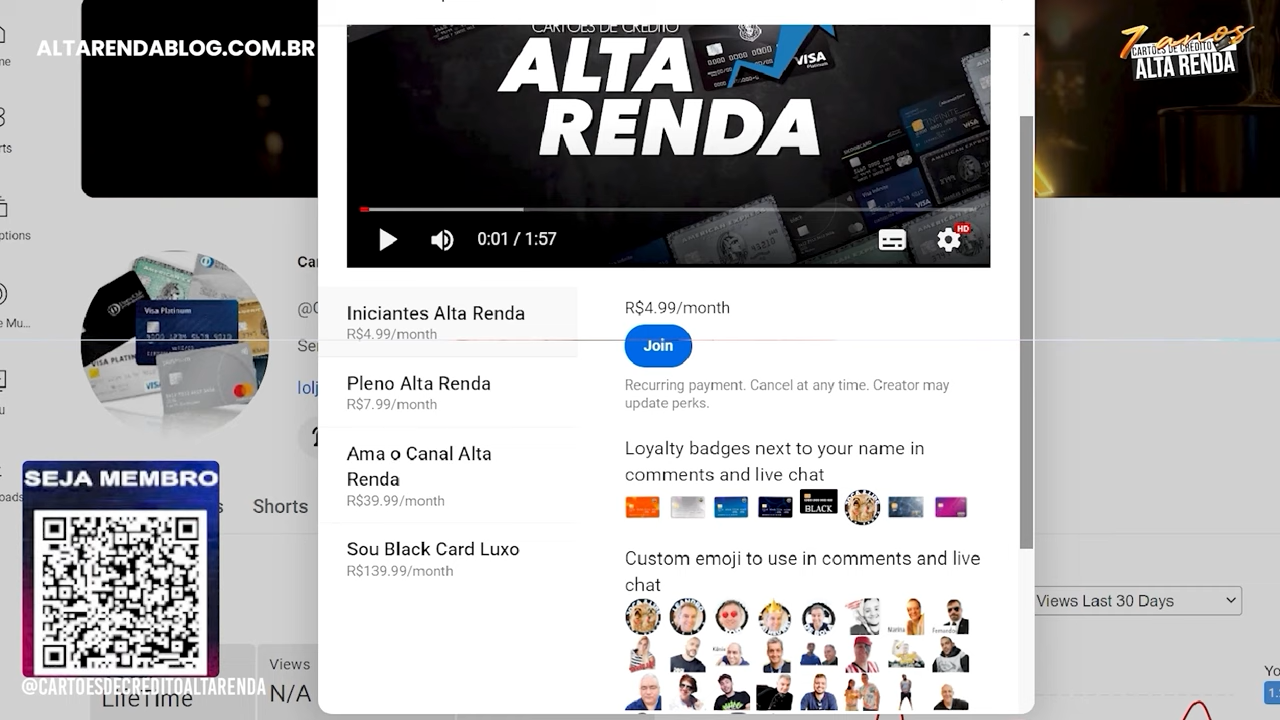 ALTARENDABLOG.COM.BR
CARTÕES DE CRÉDITO
ALTA
RENDA
VISA
7 anos
CARTÕES DE CRÉDITO
ALTA RENDA
0:01 / 1:57
HD
Iniciantes Alta Renda
R$4.99/month
Pleno Alta Renda
R$7.99/month
Ama o Canal Alta
Renda
R$39.99/month
Sou Black Card Luxo
R$139.99/month
R$4.99/month
Join
Recurring payment. Cancel at any time. Creator may
update perks.
Loyalty badges next to your name in
comments and live chat
BLACK
Custom emoji to use in comments and live
chat
Visa Platinum
SEJA MEMBRO
@CARTOESDECREDITOALTARENDA
LifeTime
Shorts
Views
N/A
Views Last 30 Days